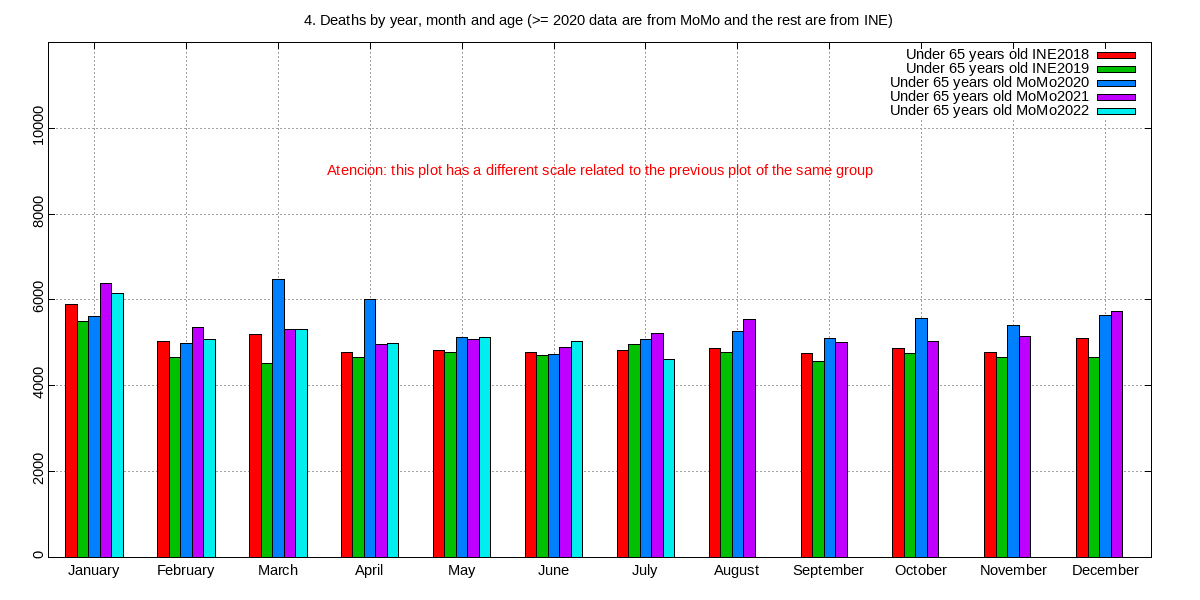 4. Deaths by year, month and age (>= 2020 data are from MoMo and the rest are from INE)
Under 65 years old INE2018
Under 65 years old INE2019
Under 65 years old MoMo2020
Under 65 years old MoMo2021
Under 65 years old MoMo2022
Atencion: this plot has a different scale related to the previous plot of the same group
10000
8000
6000
4000
2000
0
January February March April May June July August September October November December